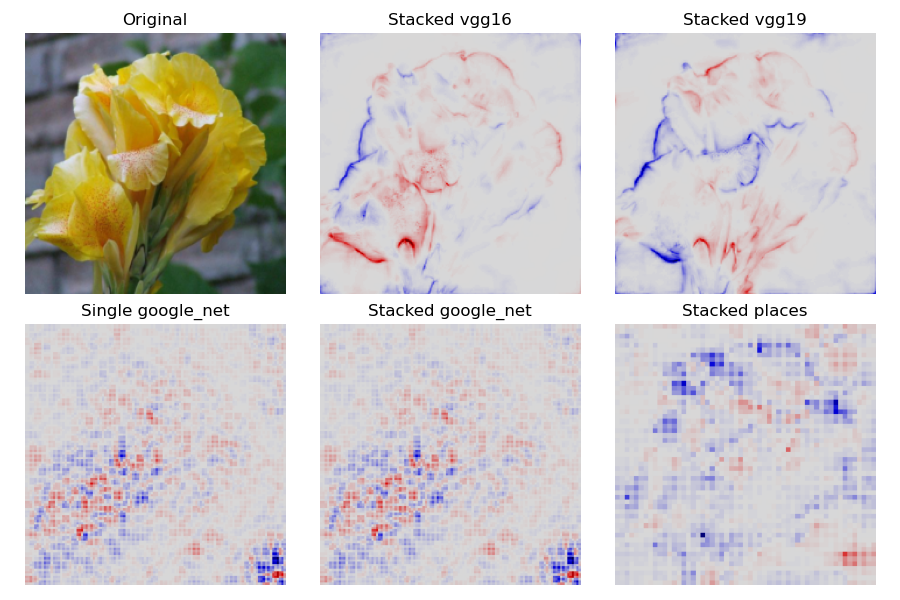 Original
Stacked vgg16
Stacked vgg19
Single google_net
Stacked google_net
Stacked places